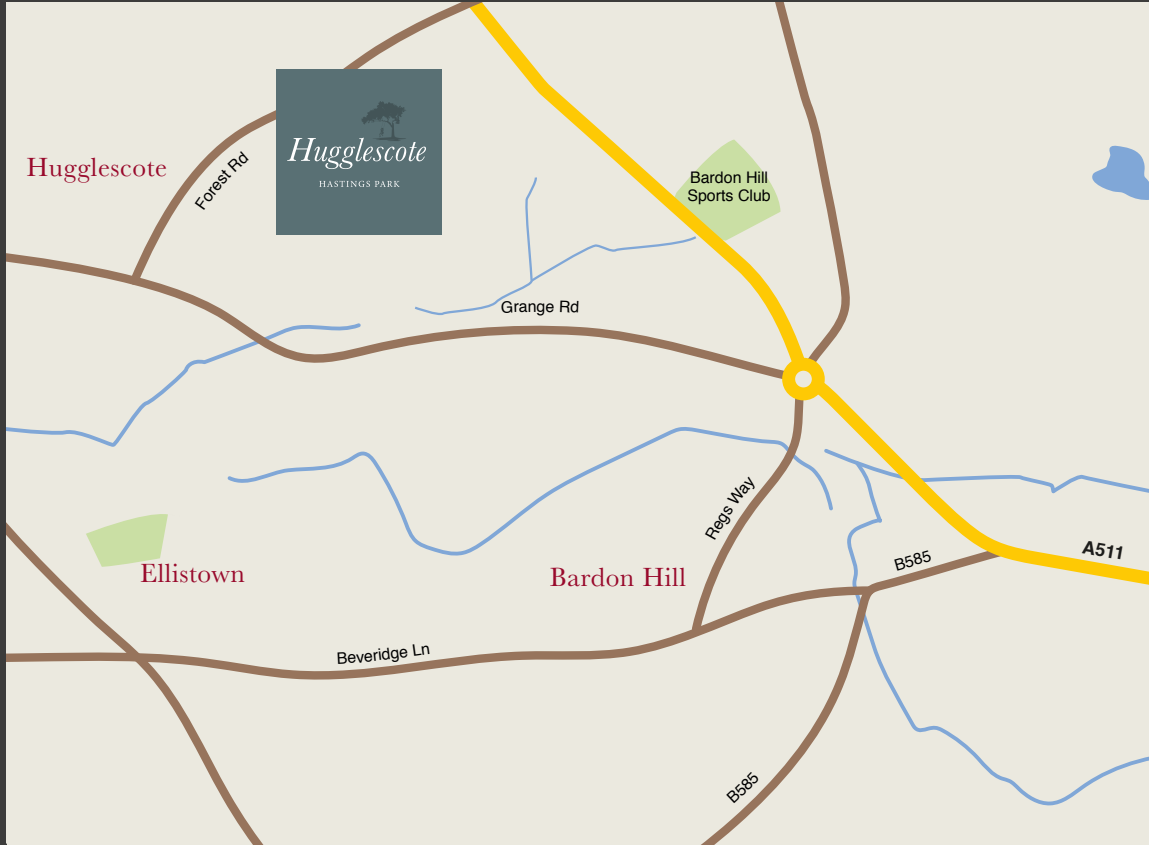 Hugglescote
Forest Rd
Hugglescote
HASTINGS PARK
Bardon Hill
Sports Club
Grange Rd
Regs Way
A511
B585
Ellistown
Bardon Hill
Beveridge Ln
B585